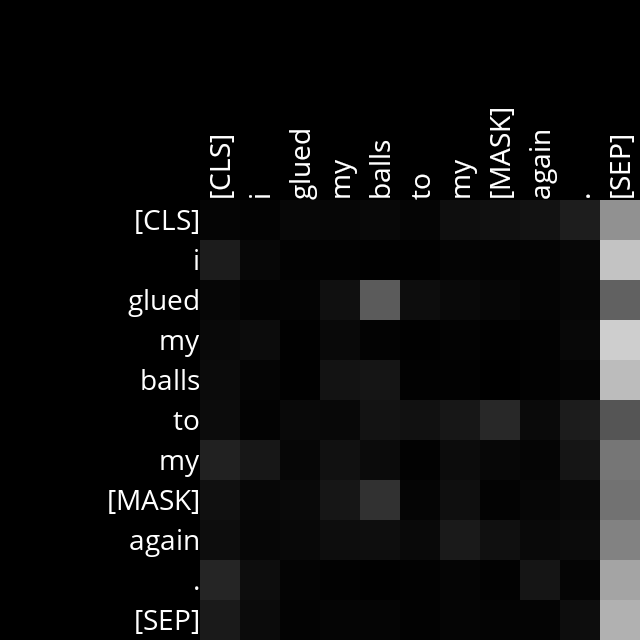 [CLS] i glued my balls to my [MASK] again . [SEP]
[CLS]
i
glued
my
balls
to
my
[MASK]
again
.
[SEP]